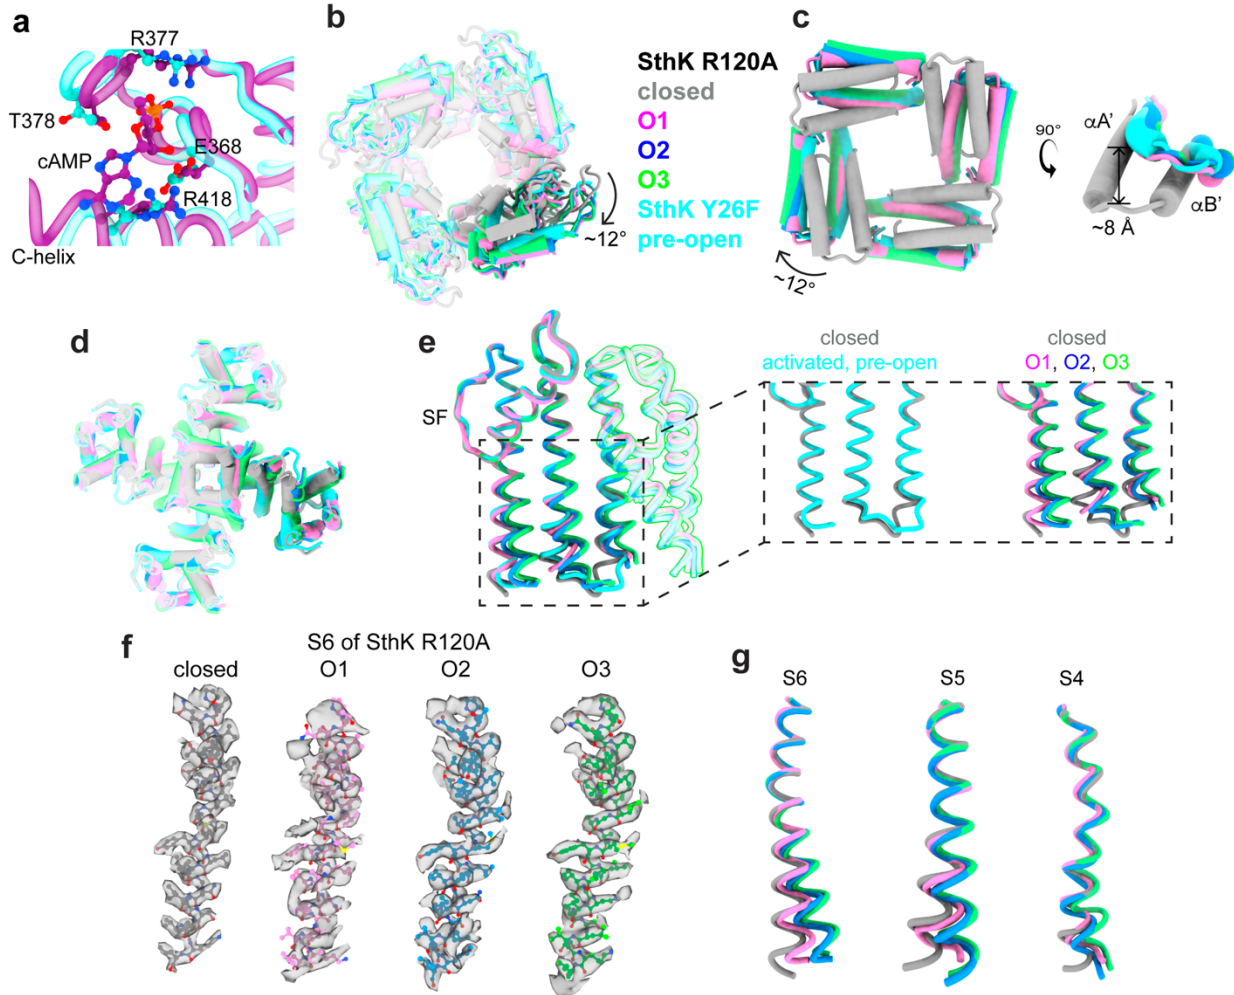 a
R377
T378
cAMP
E368
R418
C-helix
b
~12°
SthK R120A
closed
O1
O2
O3
SthK Y26F
pre-open
c
~12°
90°
αA'
αB'
~8 Å
d
e
SF
closed
activated, pre-open
closed
O1, O2, O3
f
S6 of SthK R120A
closed
O1
O2
O3
g
S6
S5
S4